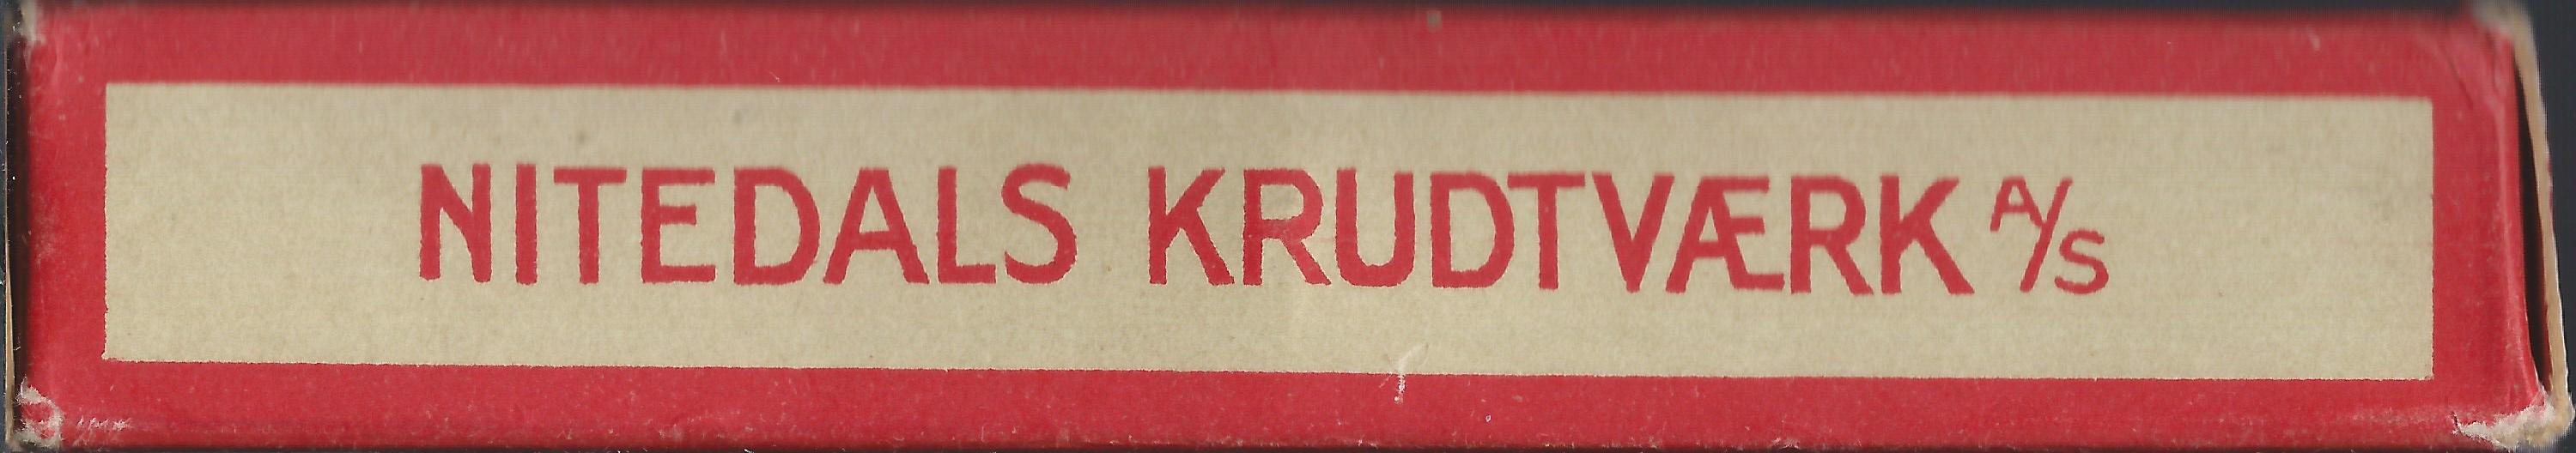 NITEDALS KRUDTVÆRK A/S